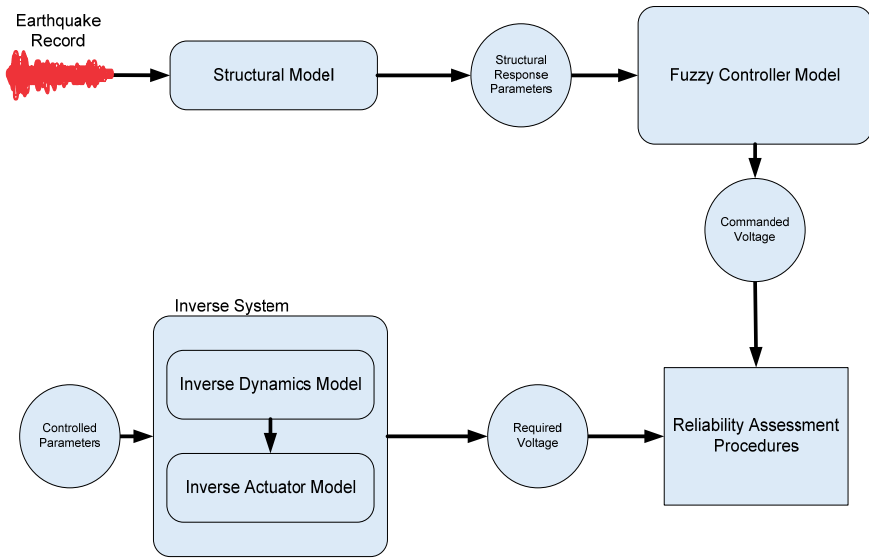 Earthquake
Record
Structural Model
Structural
Response
Parameters
Fuzzy Controller Model
Commanded
Voltage
Inverse System
Inverse Dynamics Model
Controlled
Parameters
Required
Voltage
Reliability Assessment
Procedures
Inverse Actuator Model